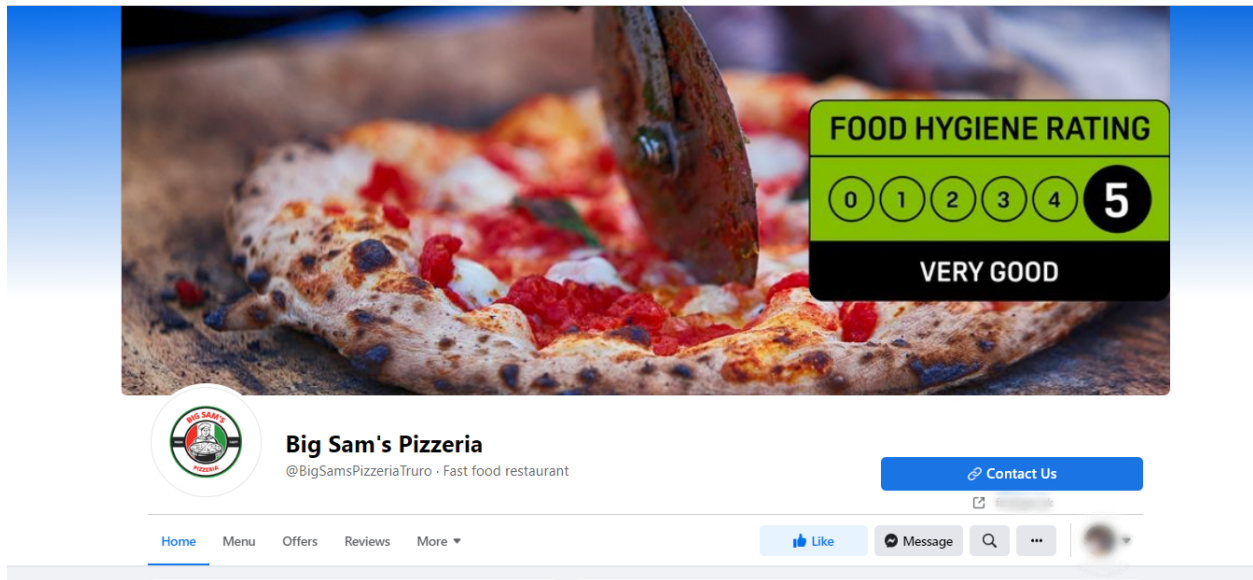 FOOD HYGIENE RATING
0 1 2 3 4 5
VERY GOOD
BIG SAM'S
PIZZERIA
Big Sam's Pizzeria
@BigSamsPizzeriaTruro · Fast food restaurant
Contact Us
Home Menu Offers Reviews More
Like Message